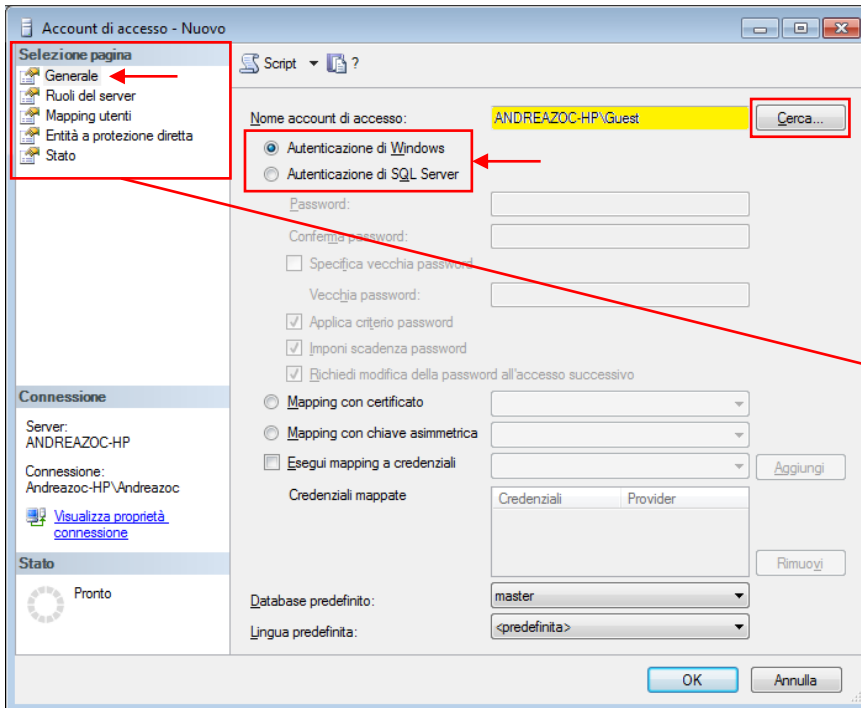 Account di accesso - Nuovo
Selezione pagina
Generale
Ruoli del server
Mapping utenti
Entità a protezione diretta
Stato
Script ?
Nome account di accesso: ANDREAZOC-HP\Guest Cerca...
Autenticazione di Windows
Autenticazione di SQL Server
Password:
Conferma password:
Specifica vecchia password
Vecchia password:
Applica criterio password
Imponi scadenza password
Richiedi modifica della password all'accesso successivo
Mapping con certificato
Mapping con chiave asimmetrica
Esegui mapping a credenziali Aggiungi
Credenziali mappate Credenziali Provider
Rimuovi
Database predefinito: master
Lingua predefinita: <predefinita>
Connessione
Server:
ANDREAZOC-HP
Connessione:
Andreazoc-HP\Andreazoc
Visualizza proprietà
connessione
Stato
Pronto
OK Annulla